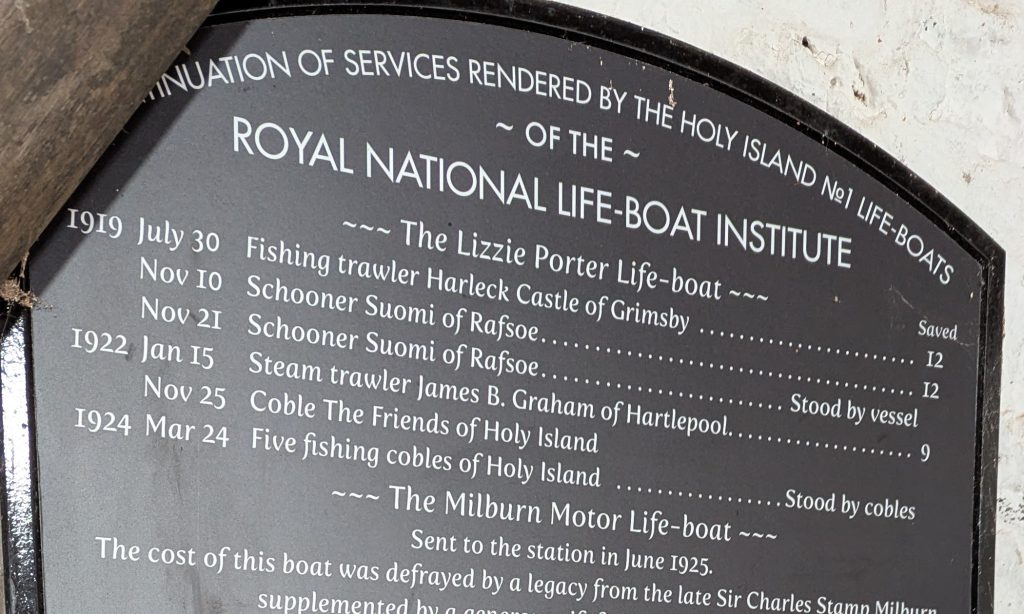 TINUATION OF SERVICES RENDERED BY THE HOLY ISLAND №1 LIFE-BOATS
~ OF THE ~
ROYAL NATIONAL LIFE-BOAT INSTITUTE
~~~ The Lizzie Porter Life-boat ~~~
Saved
1919 July 30 Fishing trawler Harleck Castle of Grimsby ........................ 12
Nov 10 Schooner Suomi of Rafsoe.......................................... 12
Nov 21 Schooner Suomi of Rafsoe........................... Stood by vessel
1922 Jan 15 Steam trawler James B. Graham of Hartlepool..................... 9
Nov 25 Coble The Friends of Holy Island
1924 Mar 24 Five fishing cobles of Holy Island ..................Stood by cobles
~~~ The Milburn Motor Life-boat ~~~
Sent to the station in June 1925.
The cost of this boat was defrayed by a legacy from the late Sir Charles Stamp Milburn
supplemented by a